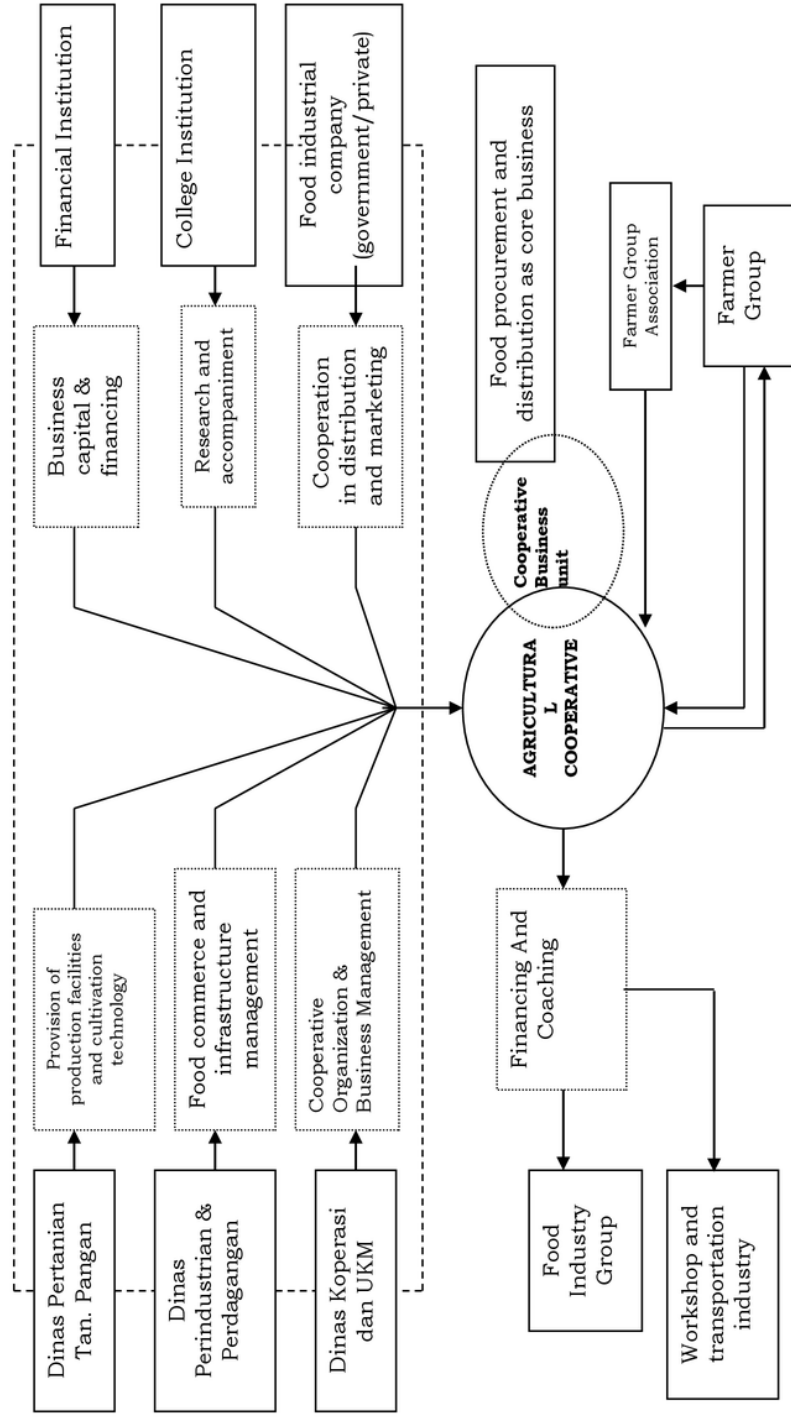 Dinas Pertanian
Tan. Pangan
Provision of
production facilities
and cultivation
technology
Business
capital &
financing
Financial Institution
Dinas
Perindustrian &
Perdagangan
Food commerce and
infrastructure
management
Research and
accompaniment
College Institution
Dinas Koperasi
dan UKM
Cooperative
Organization &
Business Management
Cooperation
in distribution
and marketing
Food industrial
company
(government/private)
Food
Industry
Group
Financing And
Coaching
AGRICULTURA
L
COOPERATIVE
Cooperative
Business
unit
Food procurement and
distribution as core business
Workshop and
transportation
industry
Farmer Group
Association
Farmer
Group